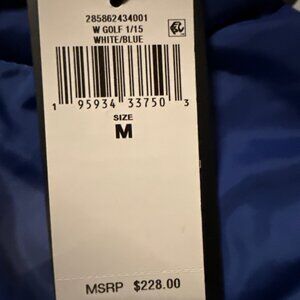 285862434001
W GOLF 1/15
WHITE/BLUE
1 95934 33750 3
SIZE
M
MSRP $228.00